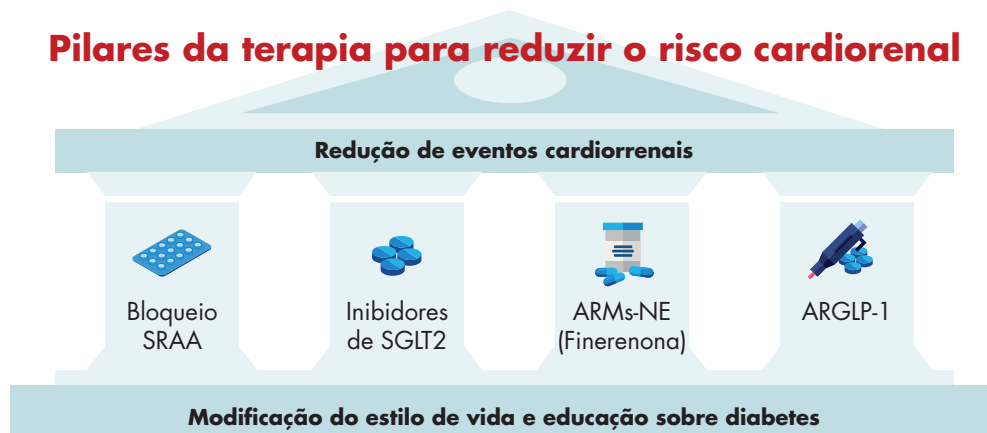 Pilares da terapia para reduzir o risco cardiorenal
Redução de eventos cardiorrenais
Bloqueio
SRAA
Inibidores
de SGLT2
ARMs-NE
(Finerenona)
ARGLP-1
Modificação do estilo de vida e educação sobre diabetes